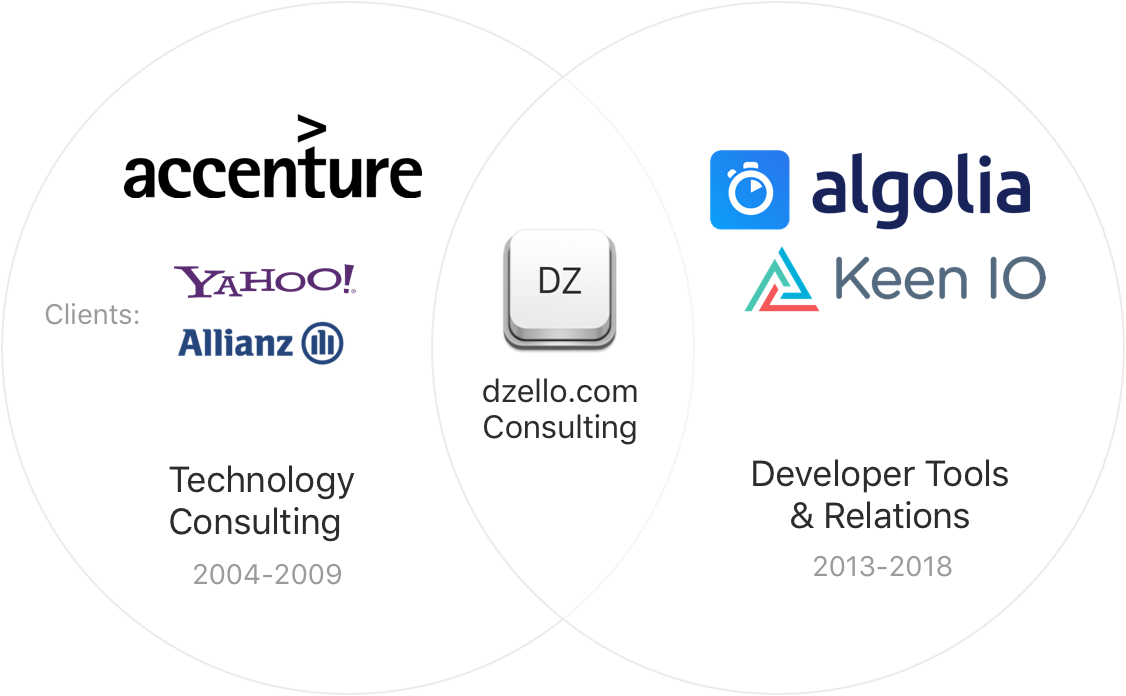 accenture
Clients:
YAHOO!
Allianz
Technology
Consulting
2004-2009
DZ
dzello.com
Consulting
algolia
Keen IO
Developer Tools
& Relations
2013-2018